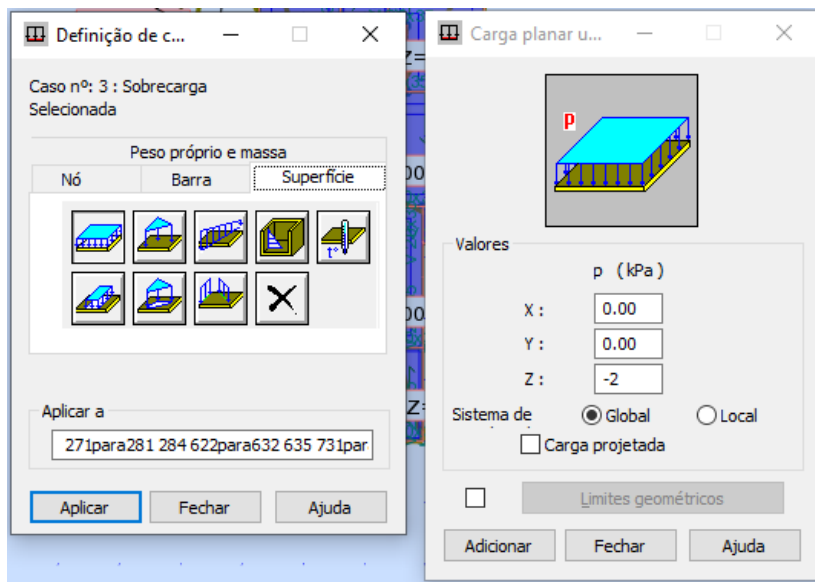 Definição de c...
Caso nº: 3 : Sobrecarga
Selecionada
Peso próprio e massa
Nó Barra Superfície
t°
Aplicar a
271para281 284 622para632 635 731par
Aplicar Fechar Ajuda
Z=
00
00
Z=
Carga planar u...
p
Valores
p (kPa)
X : 0.00
Y : 0.00
Z : -2
Sistema de
Global Local
Carga projetada
Limites geométricos
Adicionar Fechar Ajuda